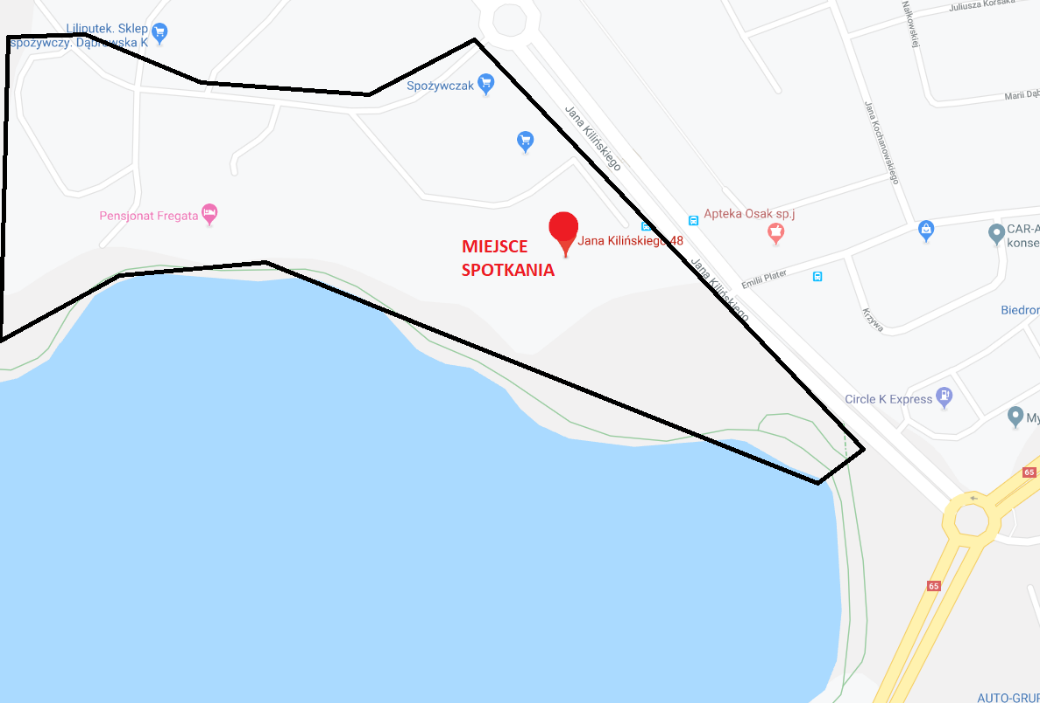 Juliusza Korsaka
Nałkowskiej
Liliputek. Sklep
spożywczy. Dąbrowska K
Spożywczak
Marii Dąb
Jana Kilińskiego
Jana Kochanowskiego
Pensjonat Fregata
Apteka Osak sp.j
CAR-A
konse
MIEJSCE
SPOTKANIA
Jana Kilińskiego 48
Jana Kilińskiego
Emilii Plater
Krzywa
Biedron
Circle K Express
My
65
65
AUTO-GRUP